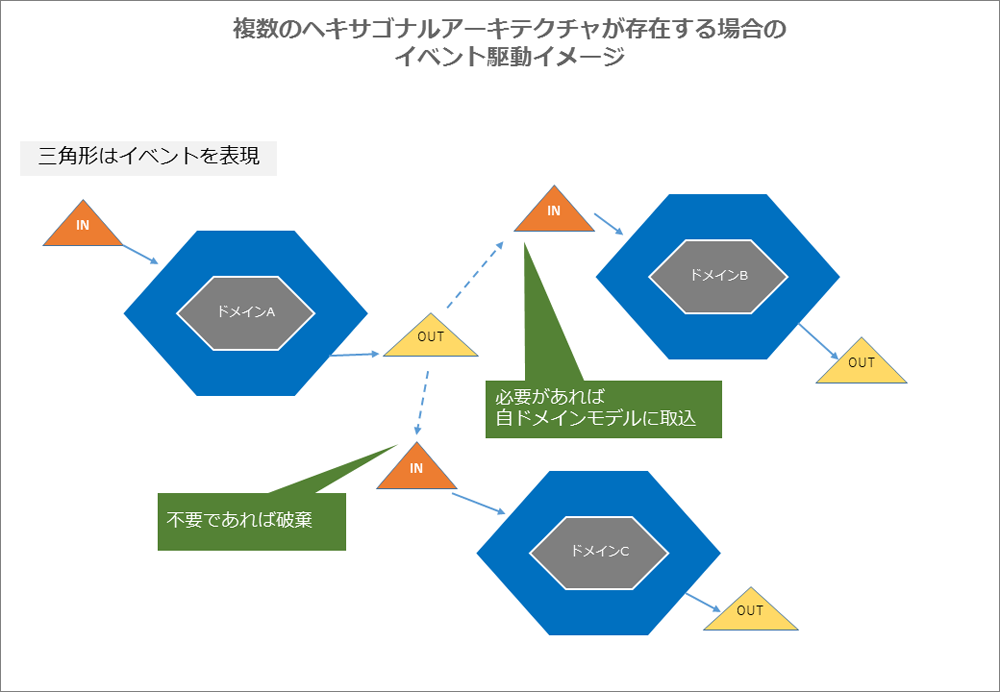 複数のヘキサゴナルアーキテクチャが存在する場合の
イベント駆動イメージ
三角形はイベントを表現
IN
ドメインA
OUT
IN
ドメインB
OUT
必要があれば
自ドメインモデルに取込
IN
不要であれば破棄
ドメインC
OUT